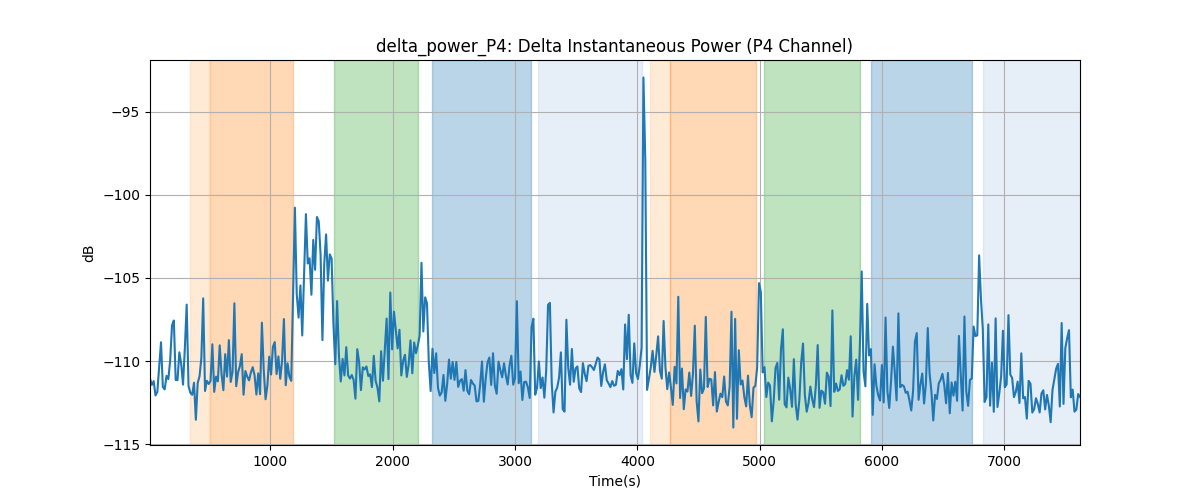 delta_power_P4: Delta Instantaneous Power (P4 Channel)
−95
−100
−105
−110
−115
dB
1000 2000 3000 4000 5000 6000 7000
Time(s)